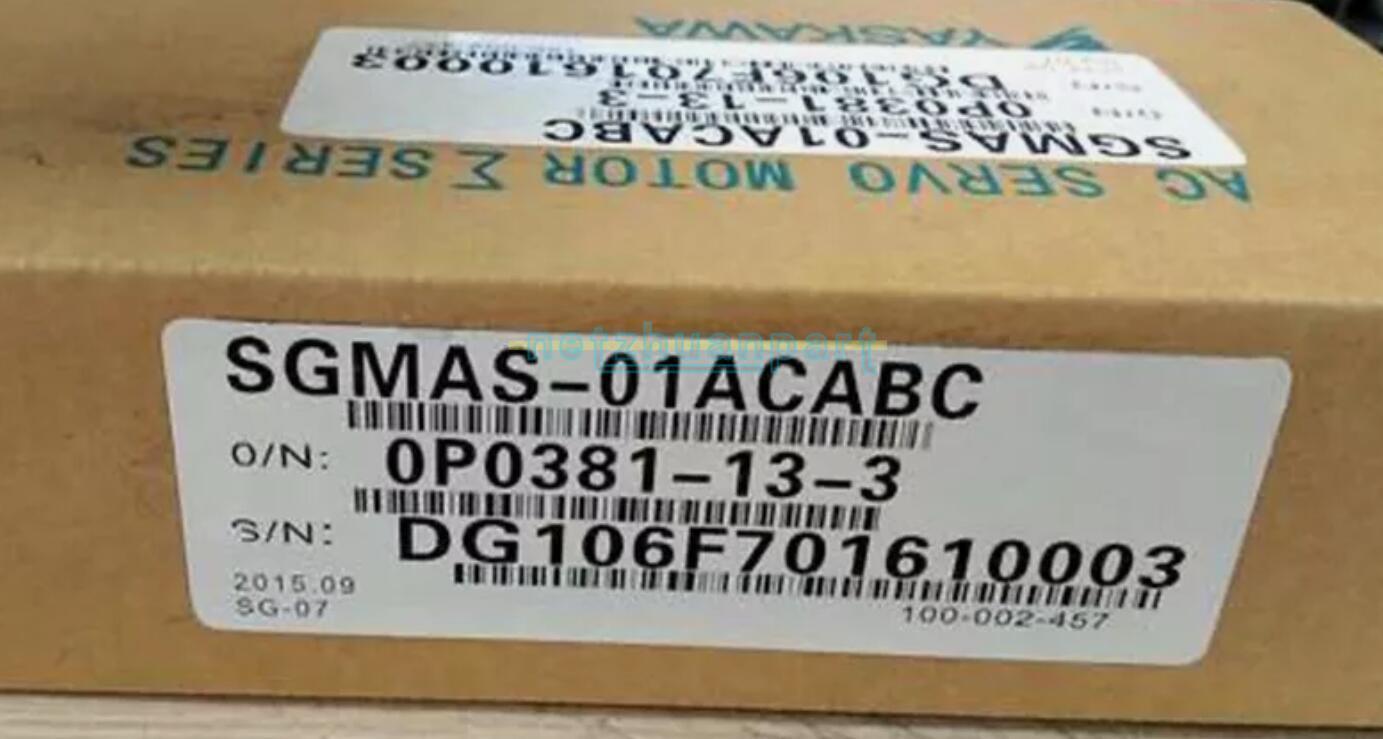 YASKAWA
DG106F701610003
0P0381-13-3
SGMAS-01ACABC
AC SERVO MOTOR Σ SERIES
netzhuanpart
SGMAS-01ACABC
O/N: 0P0381-13-3
S/N: DG106F701610003
2015.09
SG-07
100-002-457